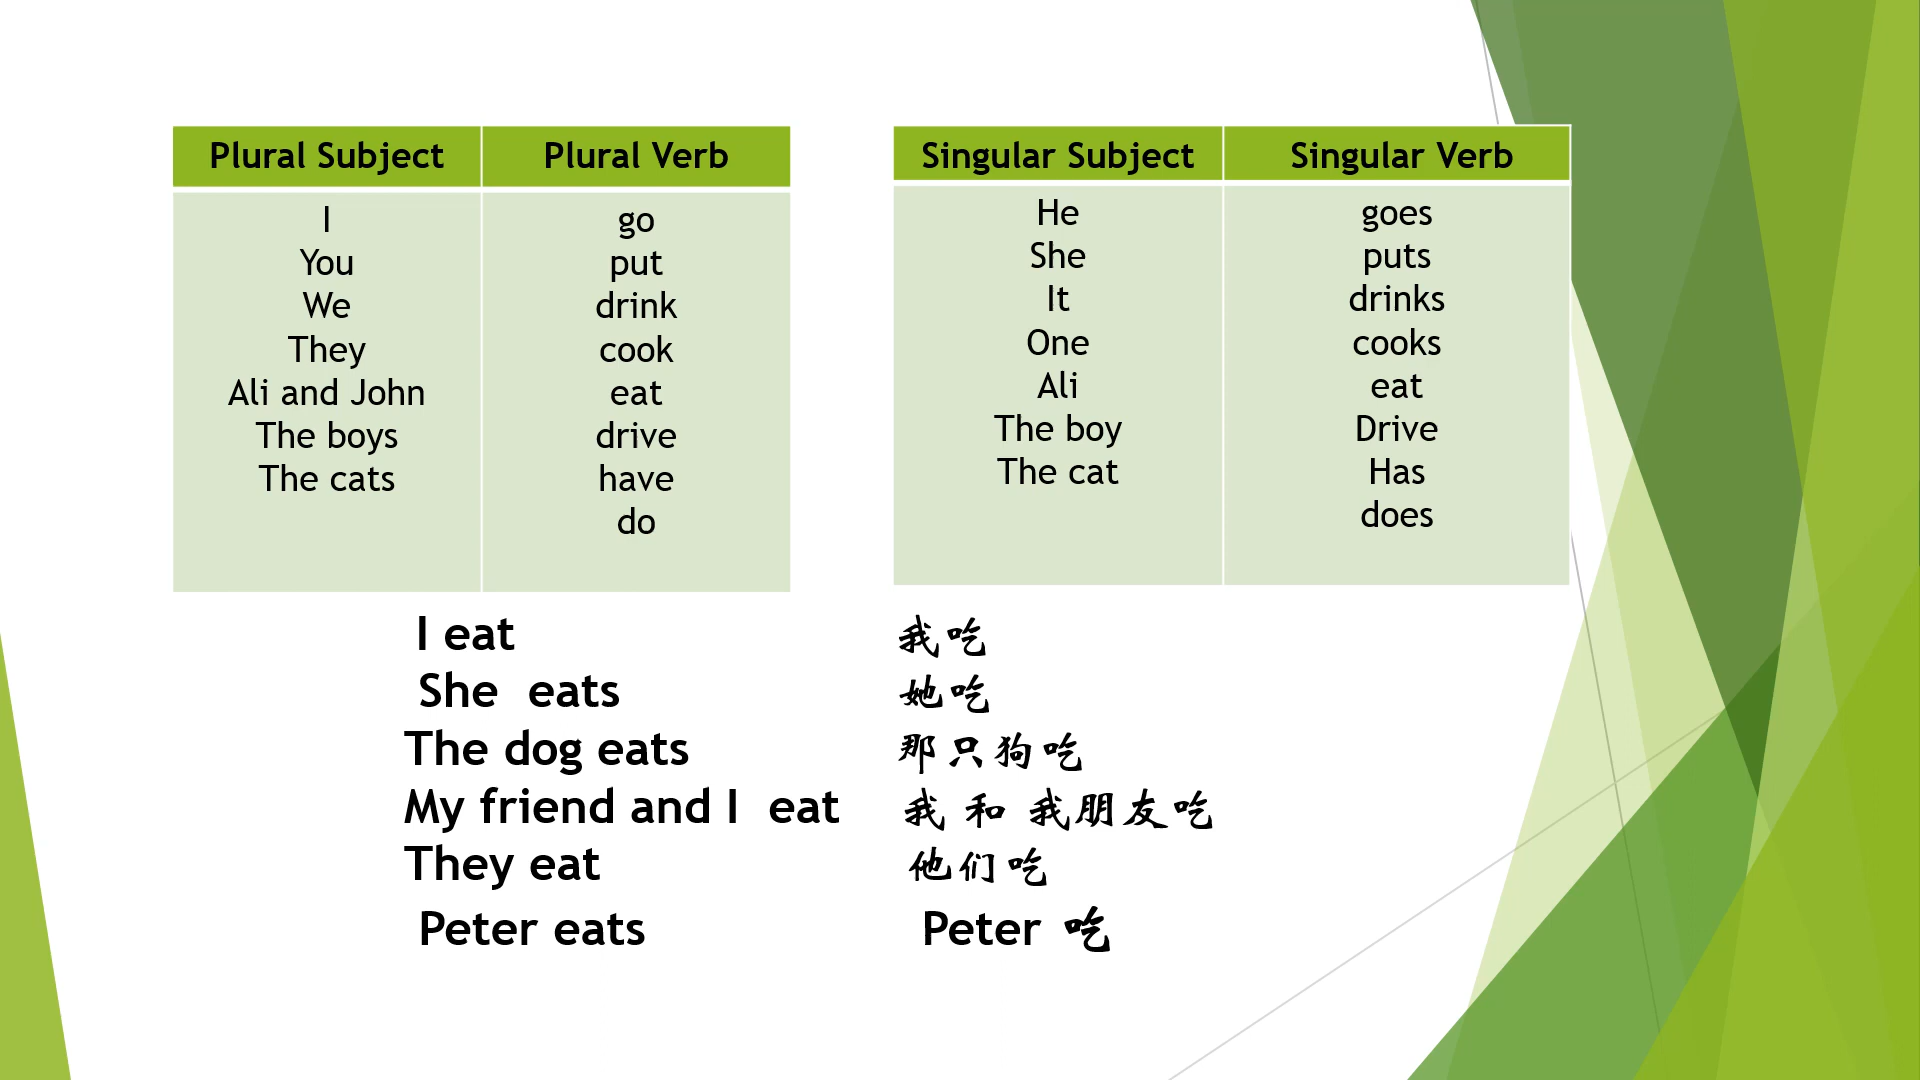 Plural Subject Plural Verb
I go
You put
We drink
They cook
Ali and John eat
The boys drive
The cats have
do
Singular Subject Singular Verb
He goes
She puts
It drinks
One cooks
Ali eat
The boy Drive
The cat Has
does
I eat 我吃
She eats 她吃
The dog eats 那只狗吃
My friend and I eat 我 和 我朋友吃
They eat 他们吃
Peter eats Peter 吃